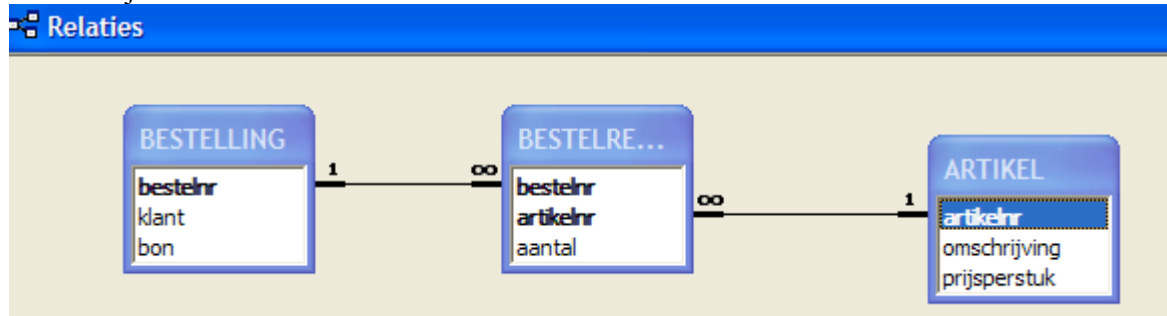 Relaties
BESTELLING
bestelnr
klant
bon
1
∞
BESTELRE...
bestelnr
artikelnr
aantal
∞
1
ARTIKEL
artikelnr
omschrijving
prijsperstuk